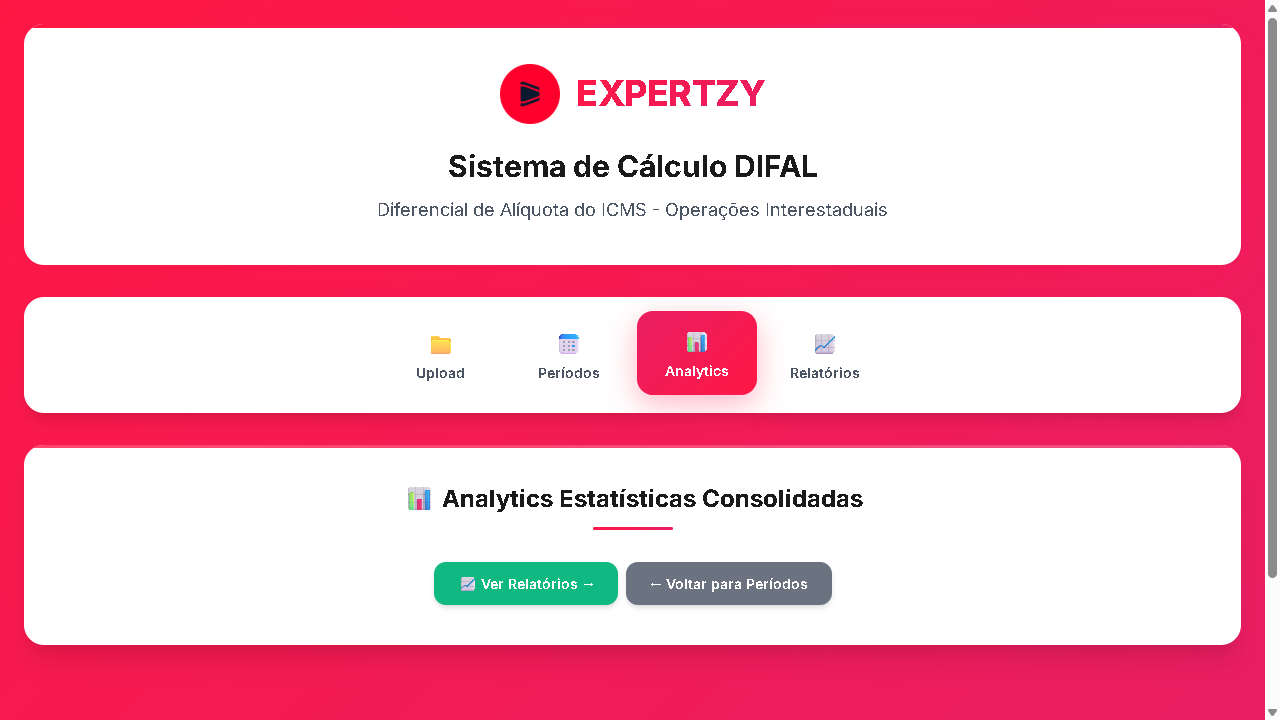 EXPERTZY
Sistema de Cálculo DIFAL
Diferencial de Alíquota do ICMS - Operações Interestaduais
Upload
Períodos
Analytics
Relatórios
Analytics Estatísticas Consolidadas
Ver Relatórios →
← Voltar para Períodos